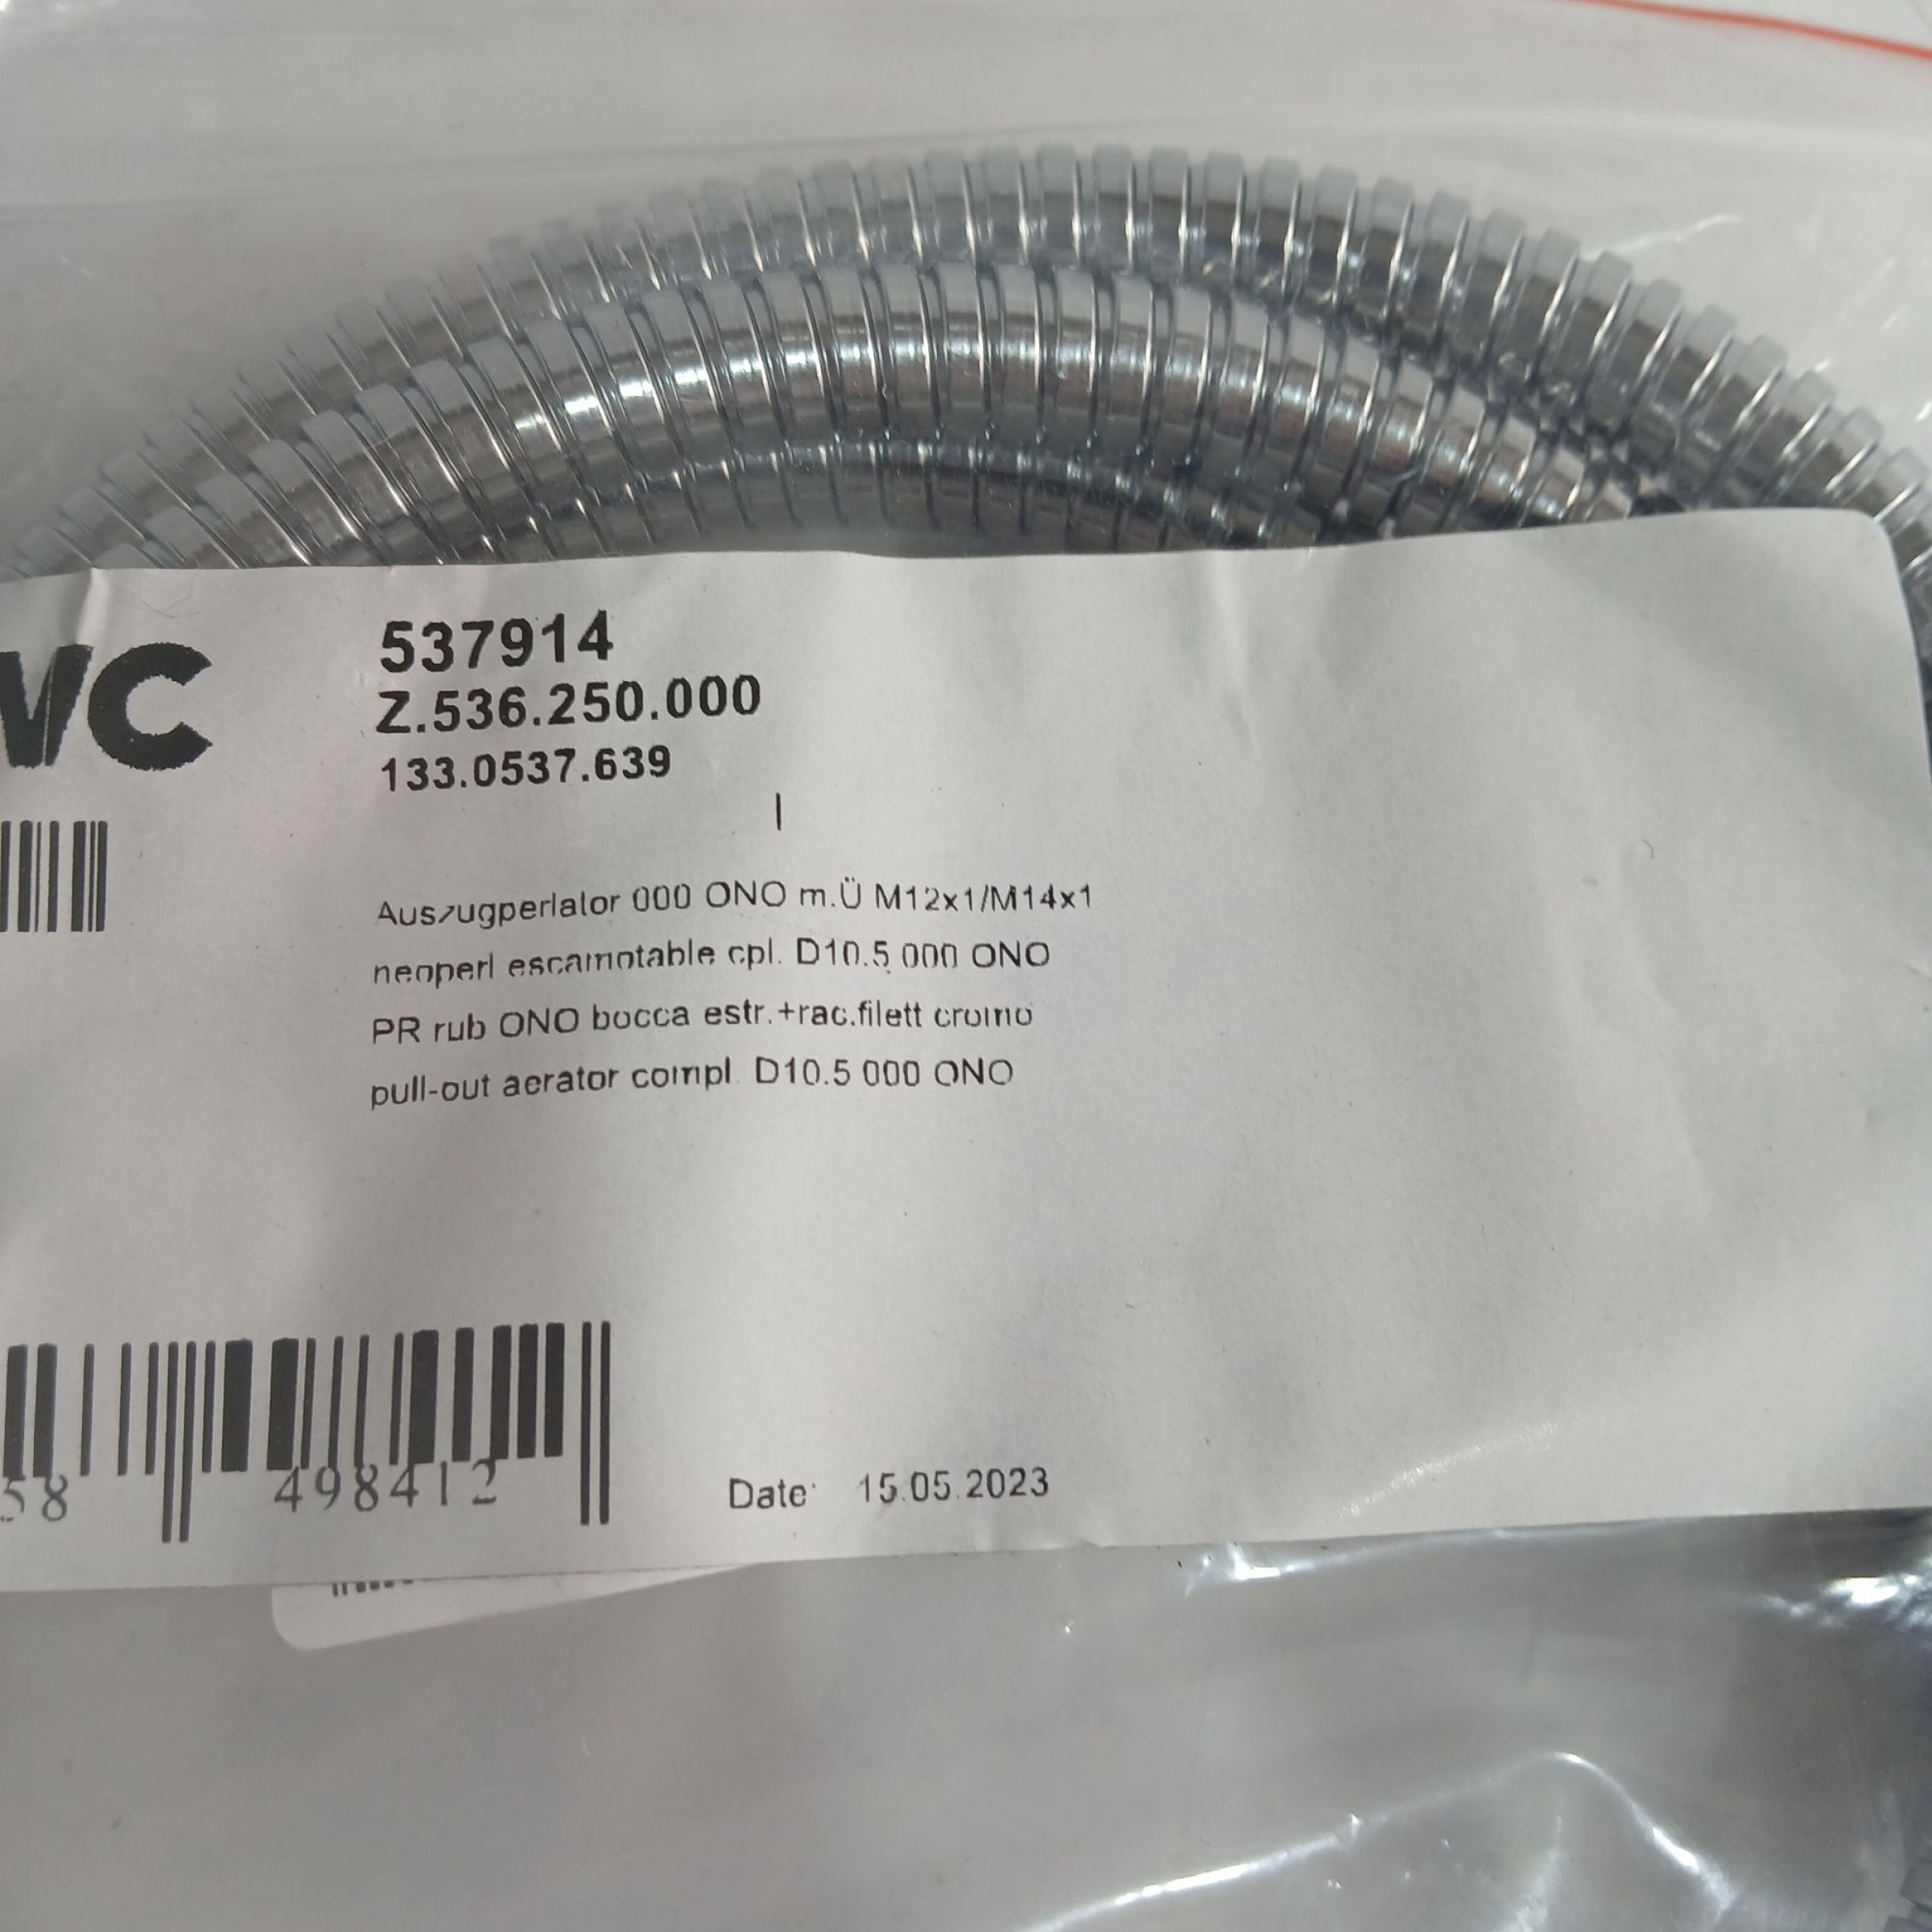 WC
537914
Z.536.250.000
133.0537.639
Auszugperlator 000 ONO m.Ü M12x1/M14x1
neoperl escamotable cpl. D10.5 000 ONO
PR rub ONO bocca estr.+rac.filett cromo
pull-out aerator compl. D10.5 000 ONO
58 498412
Date: 15.05.2023